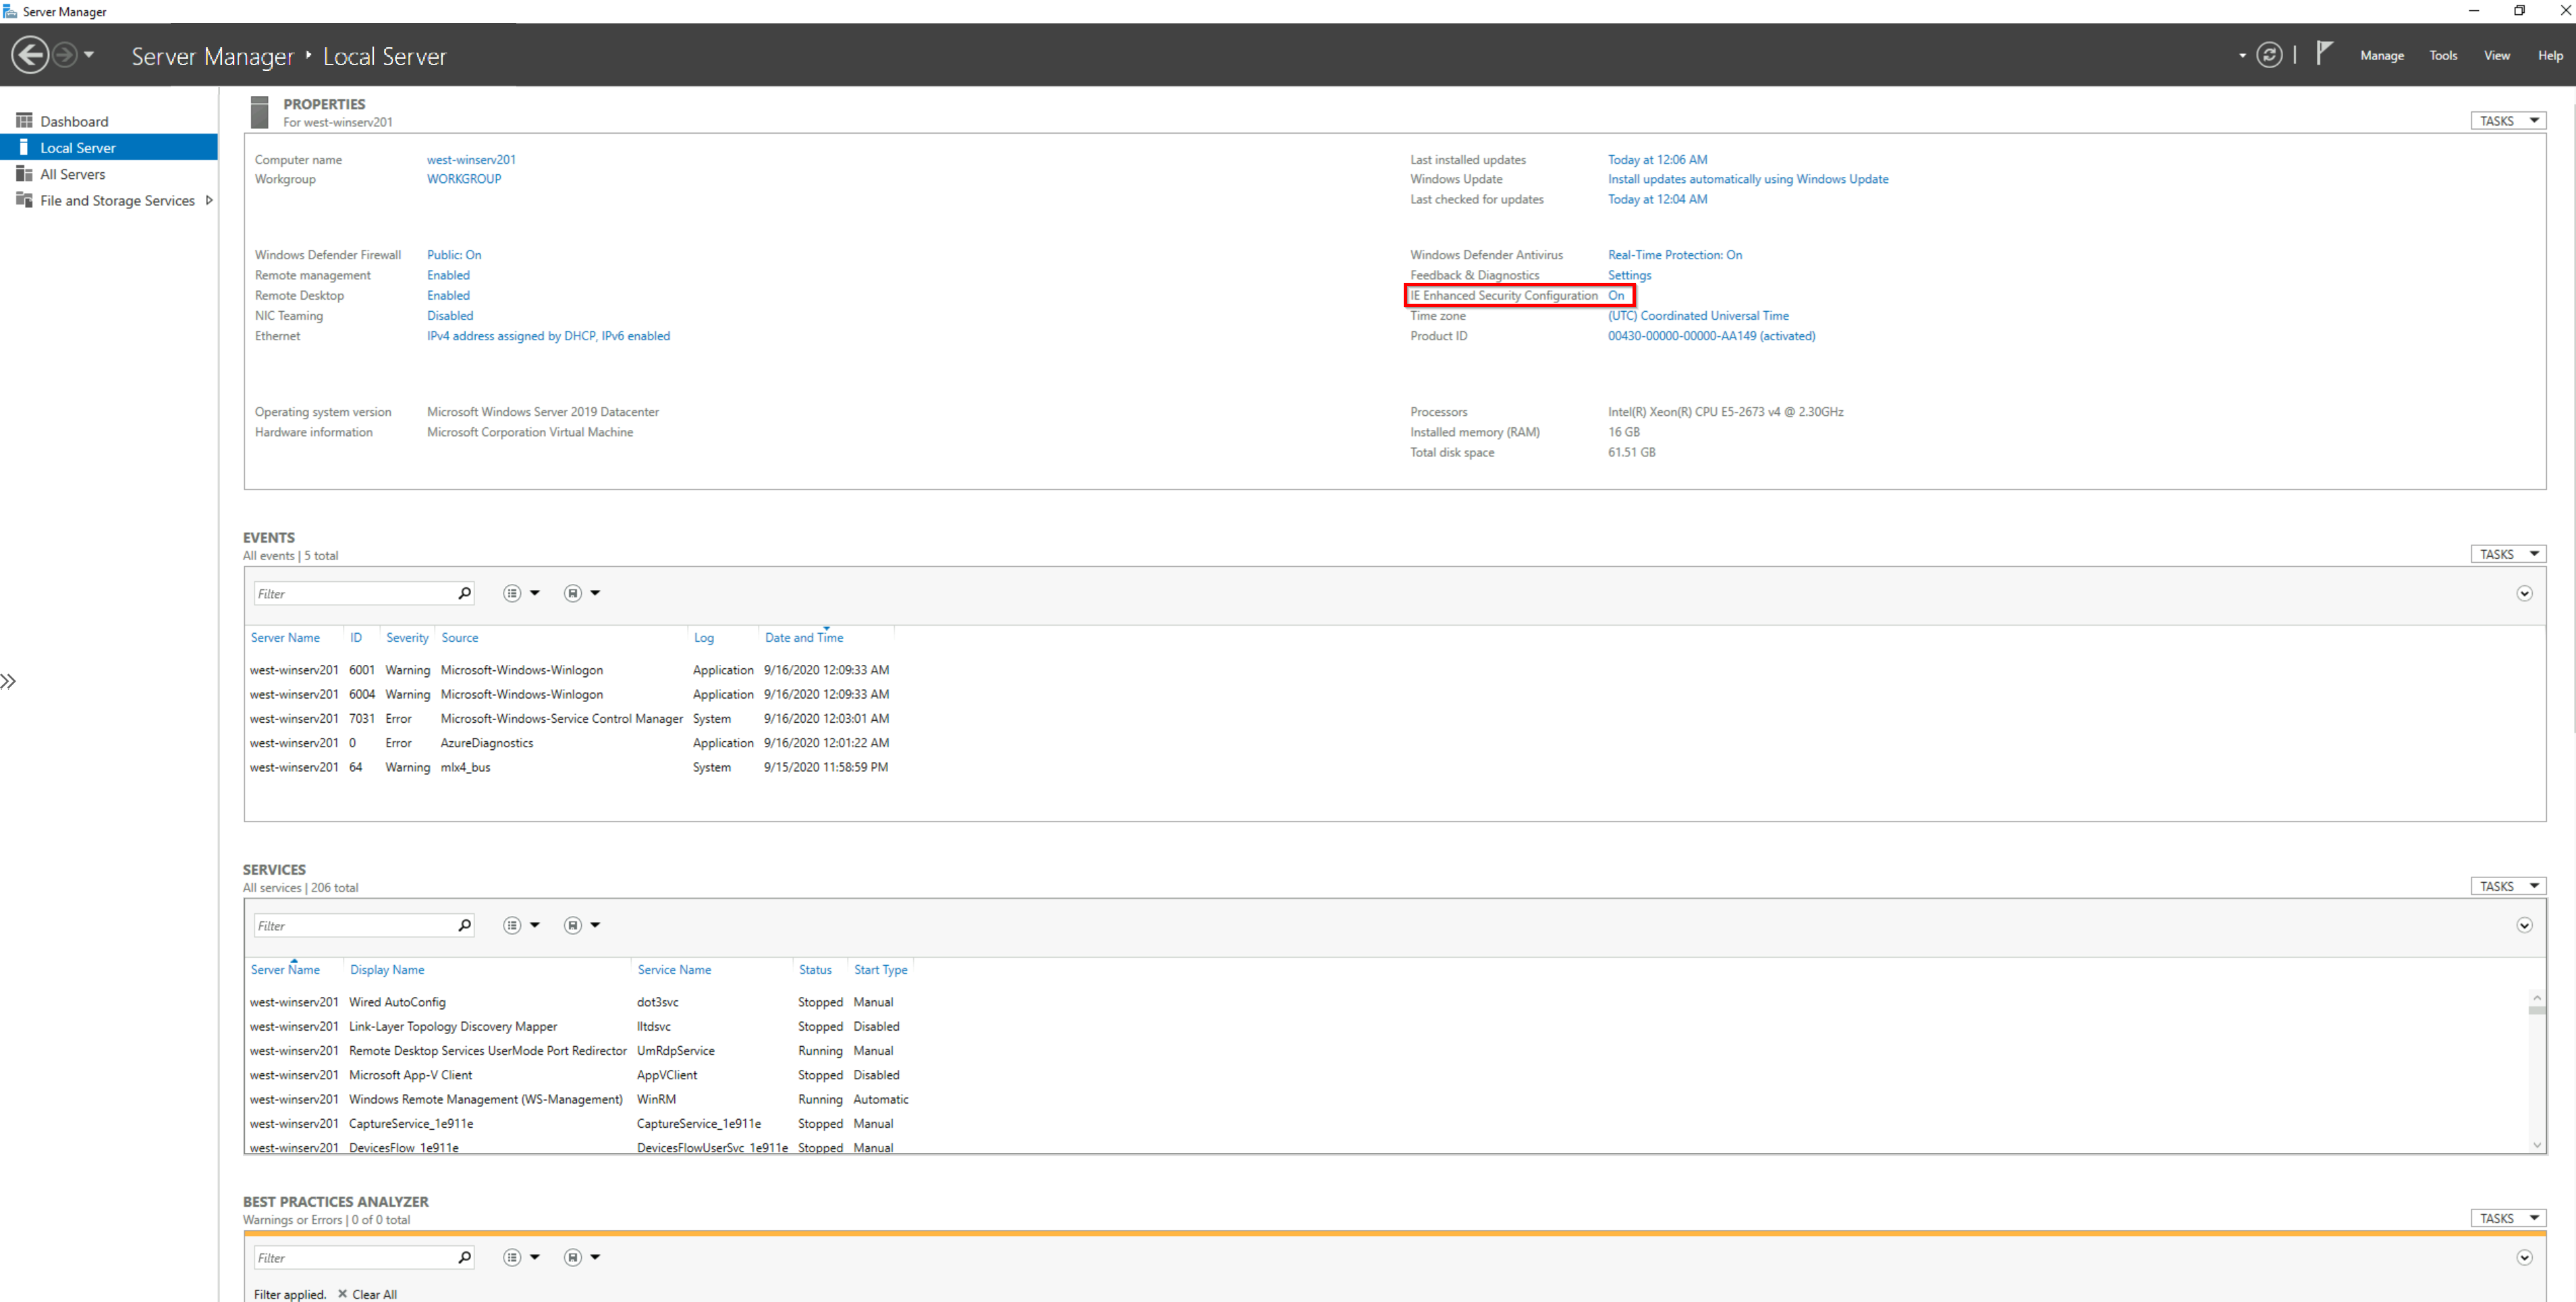 Server Manager
Server Manager ‣ Local Server
Manage Tools View Help
Dashboard
Local Server
All Servers
File and Storage Services
PROPERTIES
For west-winserv201
TASKS
Computer name west-winserv201
Workgroup WORKGROUP
Last installed updates Today at 12:06 AM
Windows Update Install updates automatically using Windows Update
Last checked for updates Today at 12:04 AM
Windows Defender Firewall Public: On
Remote management Enabled
Remote Desktop Enabled
NIC Teaming Disabled
Ethernet IPv4 address assigned by DHCP, IPv6 enabled
Windows Defender Antivirus Real-Time Protection: On
Feedback & Diagnostics Settings
IE Enhanced Security Configuration On
Time zone (UTC) Coordinated Universal Time
Product ID 00430-00000-00000-AA149 (activated)
Operating system version Microsoft Windows Server 2019 Datacenter
Hardware information Microsoft Corporation Virtual Machine
Processors Intel(R) Xeon(R) CPU E5-2673 v4 @ 2.30GHz
Installed memory (RAM) 16 GB
Total disk space 61.51 GB
EVENTS
All events | 5 total
TASKS
Filter
Server Name ID Severity Source Log Date and Time
west-winserv201 6001 Warning Microsoft-Windows-Winlogon Application 9/16/2020 12:09:33 AM
west-winserv201 6004 Warning Microsoft-Windows-Winlogon Application 9/16/2020 12:09:33 AM
west-winserv201 7031 Error Microsoft-Windows-Service Control Manager System 9/16/2020 12:03:01 AM
west-winserv201 0 Error AzureDiagnostics Application 9/16/2020 12:01:22 AM
west-winserv201 64 Warning mlx4_bus System 9/15/2020 11:58:59 PM
SERVICES
All services | 206 total
TASKS
Filter
Server Name Display Name Service Name Status Start Type
west-winserv201 Wired AutoConfig dot3svc Stopped Manual
west-winserv201 Link-Layer Topology Discovery Mapper lltdsvc Stopped Disabled
west-winserv201 Remote Desktop Services UserMode Port Redirector UmRdpService Running Manual
west-winserv201 Microsoft App-V Client AppVClient Stopped Disabled
west-winserv201 Windows Remote Management (WS-Management) WinRM Running Automatic
west-winserv201 CaptureService_1e911e CaptureService_1e911e Stopped Manual
west-winserv201 DevicesFlow_1e911e DevicesFlowUserSvc_1e911e Stopped Manual
BEST PRACTICES ANALYZER
Warnings or Errors | 0 of 0 total
TASKS
Filter
Filter applied. Clear All